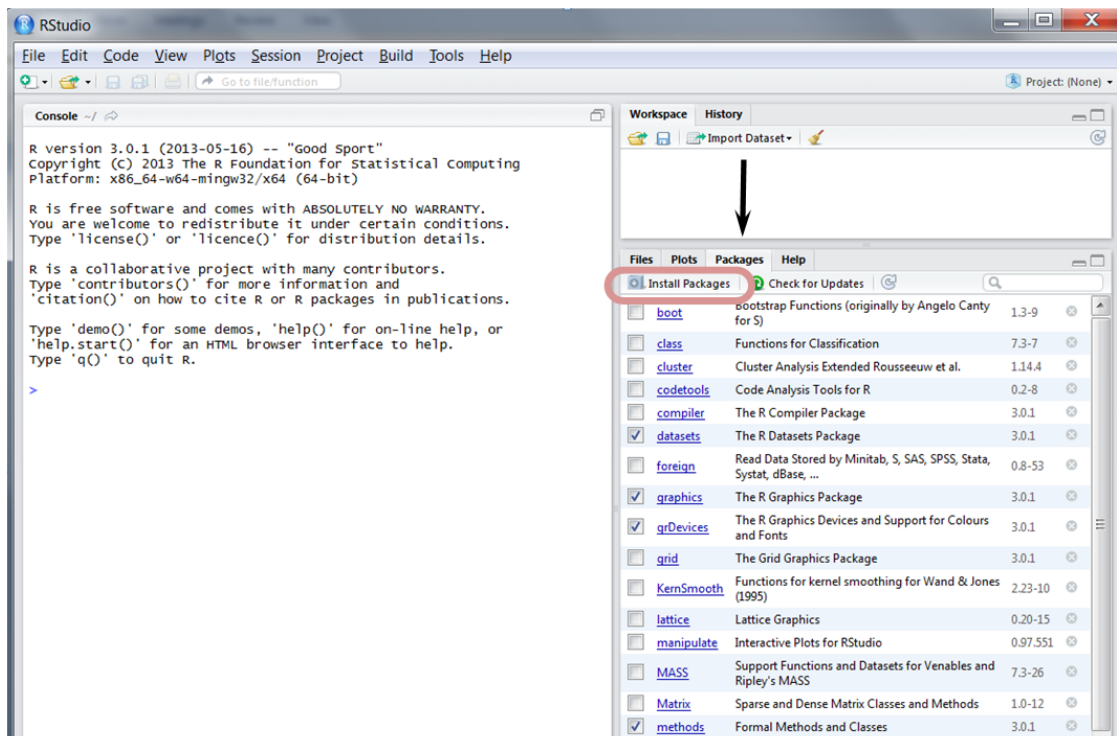 RStudio
File Edit Code View Plots Session Project Build Tools Help
Go to file/function
Project: (None)
Console ~/
R version 3.0.1 (2013-05-16) -- "Good Sport"
Copyright (C) 2013 The R Foundation for Statistical Computing
Platform: x86_64-w64-mingw32/x64 (64-bit)
R is free software and comes with ABSOLUTELY NO WARRANTY.
You are welcome to redistribute it under certain conditions.
Type 'license()' or 'licence()' for distribution details.
R is a collaborative project with many contributors.
Type 'contributors()' for more information and
'citation()' on how to cite R or R packages in publications.
Type 'demo()' for some demos, 'help()' for on-line help, or
'help.start()' for an HTML browser interface to help.
Type 'q()' to quit R.
>
Workspace History
Import Dataset
Files Plots Packages Help
Install Packages Check for Updates
boot Bootstrap Functions (originally by Angelo Canty for S) 1.3-9
class Functions for Classification 7.3-7
cluster Cluster Analysis Extended Rousseeuw et al. 1.14.4
codetools Code Analysis Tools for R 0.2-8
compiler The R Compiler Package 3.0.1
datasets The R Datasets Package 3.0.1
foreign Read Data Stored by Minitab, S, SAS, SPSS, Stata, Systat, dBase, ... 0.8-53
graphics The R Graphics Package 3.0.1
grDevices The R Graphics Devices and Support for Colours and Fonts 3.0.1
grid The Grid Graphics Package 3.0.1
KernSmooth Functions for kernel smoothing for Wand & Jones (1995) 2.23-10
lattice Lattice Graphics 0.20-15
manipulate Interactive Plots for RStudio 0.97.551
MASS Support Functions and Datasets for Venables and Ripley's MASS 7.3-26
Matrix Sparse and Dense Matrix Classes and Methods 1.0-12
methods Formal Methods and Classes 3.0.1